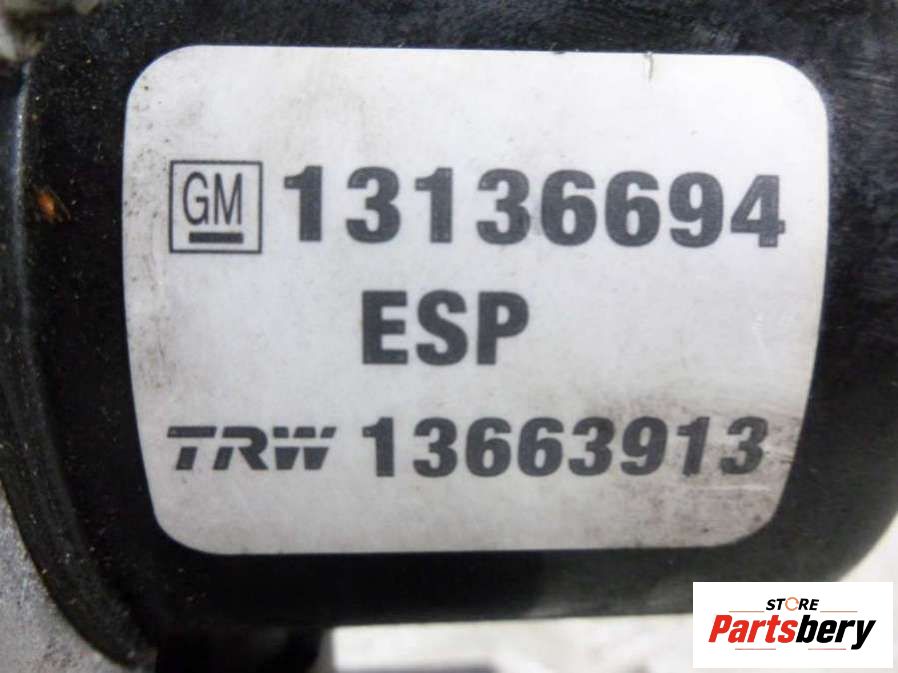 GM 13136694
ESP
TRW 13663913
STORE
Partsbery